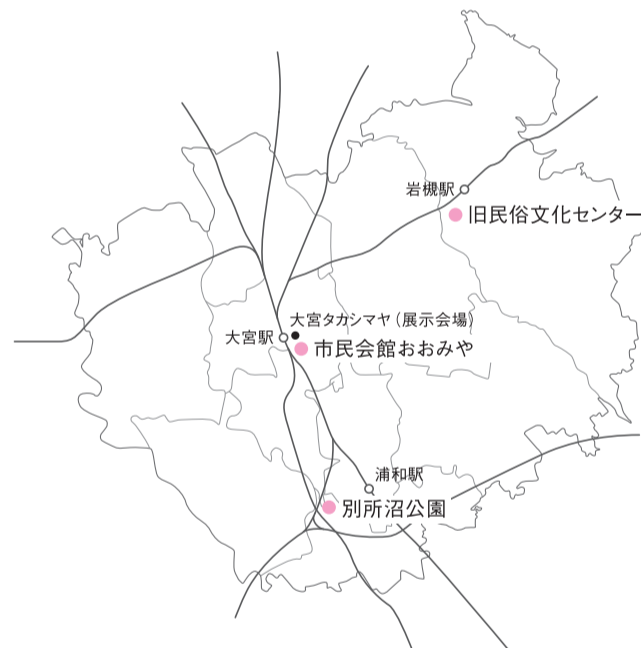 岩槻駅
旧民俗文化センター
大宮タカシマヤ（展示会場）
大宮駅
市民会館おおみや
浦和駅
別所沼公園